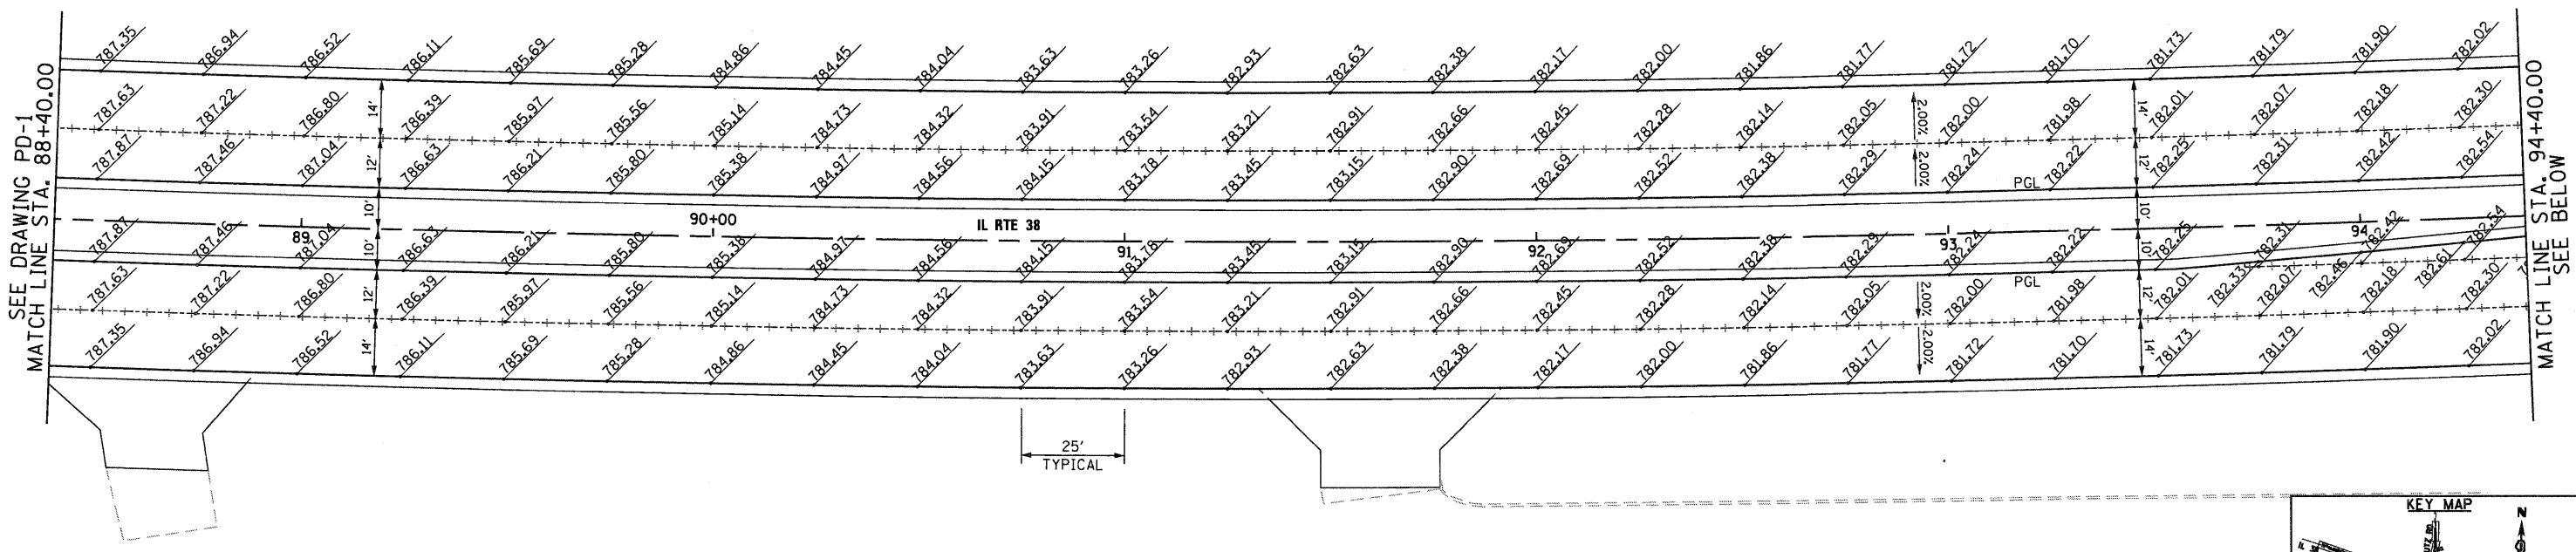 787.35 786.94 786.52 786.11 785.69 785.28 784.86 784.45 784.04 783.63 783.26 782.93 782.63 782.38 782.17 782.00 781.86 781.77 781.72 781.70 781.73 781.79 781.90 782.02
787.63 787.22 786.80 786.39 785.97 785.56 785.14 784.73 784.32 783.91 783.54 783.21 782.91 782.66 782.45 782.28 782.14 782.05 782.00 781.98 782.01 782.07 782.18 782.30
14' 2.00% 14'
787.87 787.46 787.04 786.63 786.21 785.80 785.38 784.97 784.56 784.15 783.78 783.45 783.15 782.90 782.69 782.52 782.38 782.29 782.24 782.22 782.25 782.31 782.42 782.54
12' 2.00% 12'
PGL
10' 10'
89 90+00 IL RTE 38 91 92 93 94
10' 10'
787.87 787.46 787.04 786.63 786.21 785.80 785.38 784.97 784.56 784.15 783.78 783.45 783.15 782.90 782.69 782.52 782.38 782.29 782.24 782.22 782.25 782.31 782.42 782.54
PGL
782.338 782.46 782.61
787.63 787.22 786.80 786.39 785.97 785.56 785.14 784.73 784.32 783.91 783.54 783.21 782.91 782.66 782.45 782.28 782.14 782.05 782.00 781.98 782.01 782.07 782.18 782.30
12' 2.00% 12'
787.35 786.94 786.52 786.11 785.69 785.28 784.86 784.45 784.04 783.63 783.26 782.93 782.63 782.38 782.17 782.00 781.86 781.77 781.72 781.70 781.73 781.79 781.90 782.02
14' 2.00% 14'
SEE DRAWING PD-1
MATCH LINE STA. 88+40.00
MATCH LINE STA. 94+40.00
SEE BELOW
25'
TYPICAL
KEY MAP
N